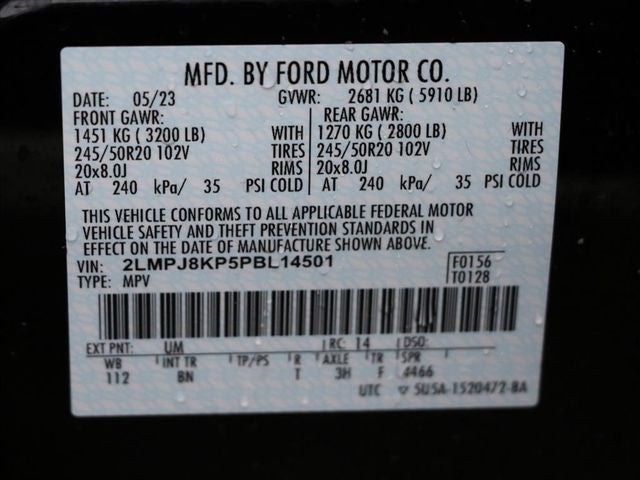 MFD. BY FORD MOTOR CO.
DATE: 05/23 GVWR: 2681 KG ( 5910 LB)
FRONT GAWR: REAR GAWR:
1451 KG ( 3200 LB) WITH 1270 KG ( 2800 LB) WITH
245/50R20 102V TIRES 245/50R20 102V TIRES
20x8.0J RIMS 20x8.0J RIMS
AT 240 kPa/ 35 PSI COLD AT 240 kPa/ 35 PSI COLD
THIS VEHICLE CONFORMS TO ALL APPLICABLE FEDERAL MOTOR
VEHICLE SAFETY AND THEFT PREVENTION STANDARDS IN
EFFECT ON THE DATE OF MANUFACTURE SHOWN ABOVE.
VIN: 2LMPJ8KP5PBL14501 F0156
TYPE: MPV T0128
EXT PNT: UM RC: 14 DSO:
WB INT TR TP/PS R AXLE TR SPR
112 BN T 3H F 4466
UTC ▽ 5U5A-1520472-BA